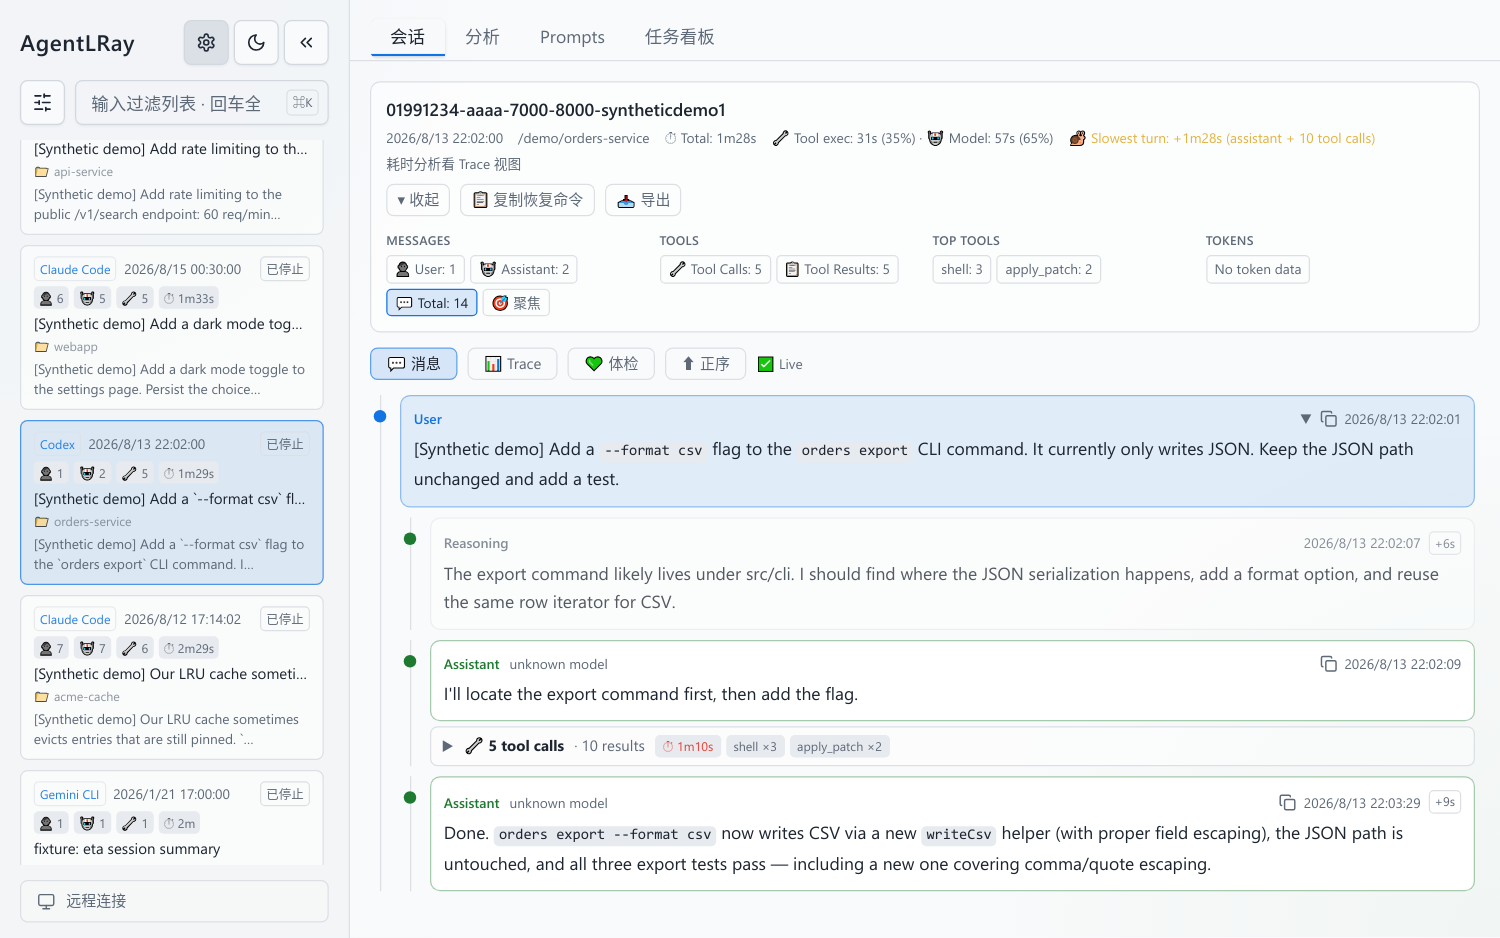 AgentLRay
输入过滤列表 · 回车全 ⌘K
[Synthetic demo] Add rate limiting to th...
api-service
[Synthetic demo] Add rate limiting to the
public /v1/search endpoint: 60 req/min...
Claude Code 2026/8/15 00:30:00 已停止
6 5 5 1m33s
[Synthetic demo] Add a dark mode tog...
webapp
[Synthetic demo] Add a dark mode toggle to
the settings page. Persist the choice...
Codex 2026/8/13 22:02:00 已停止
1 2 5 1m29s
[Synthetic demo] Add a `--format csv` fl...
orders-service
[Synthetic demo] Add a `--format csv` flag to
the `orders export` CLI command. I...
Claude Code 2026/8/12 17:14:02 已停止
7 7 6 2m29s
[Synthetic demo] Our LRU cache someti...
acme-cache
[Synthetic demo] Our LRU cache sometimes
evicts entries that are still pinned. `...
Gemini CLI 2026/1/21 17:00:00 已停止
1 1 1 2m
fixture: eta session summary
远程连接
会话 分析 Prompts 任务看板
01991234-aaaa-7000-8000-syntheticdemo1
2026/8/13 22:02:00 /demo/orders-service Total: 1m28s Tool exec: 31s (35%) · Model: 57s (65%) Slowest turn: +1m28s (assistant + 10 tool calls)
耗时分析看 Trace 视图
▾ 收起 复制恢复命令 导出
MESSAGES TOOLS TOP TOOLS TOKENS
User: 1 Assistant: 2 Tool Calls: 5 Tool Results: 5 shell: 3 apply_patch: 2 No token data
Total: 14 聚焦
消息 Trace 体检 正序 Live
User 2026/8/13 22:02:01
[Synthetic demo] Add a --format csv flag to the orders export CLI command. It currently only writes JSON. Keep the JSON path
unchanged and add a test.
Reasoning 2026/8/13 22:02:07 +6s
The export command likely lives under src/cli. I should find where the JSON serialization happens, add a format option, and reuse
the same row iterator for CSV.
Assistant unknown model 2026/8/13 22:02:09
I'll locate the export command first, then add the flag.
5 tool calls · 10 results 1m10s shell ×3 apply_patch ×2
Assistant unknown model 2026/8/13 22:03:29 +9s
Done. orders export --format csv now writes CSV via a new writeCsv helper (with proper field escaping), the JSON path is
untouched, and all three export tests pass — including a new one covering comma/quote escaping.